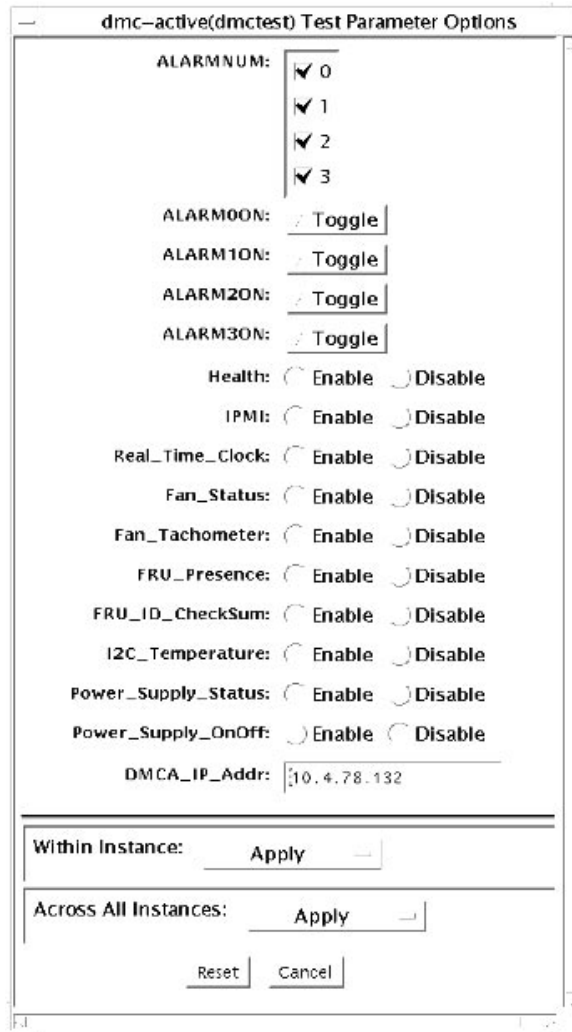 dmc-active(dmctest) Test Parameter Options
ALARMNUM: 0
1
2
3
ALARM0ON: Toggle
ALARM1ON: Toggle
ALARM2ON: Toggle
ALARM3ON: Toggle
Health: Enable Disable
IPMI: Enable Disable
Real_Time_Clock: Enable Disable
Fan_Status: Enable Disable
Fan_Tachometer: Enable Disable
FRU_Presence: Enable Disable
FRU_ID_CheckSum: Enable Disable
I2C_Temperature: Enable Disable
Power_Supply_Status: Enable Disable
Power_Supply_OnOff: Enable Disable
DMCA_IP_Addr: 10.4.78.132
Within Instance: Apply
Across All Instances: Apply
Reset Cancel